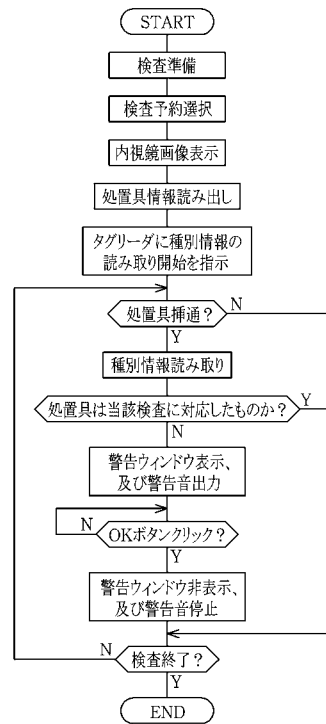 START
検査準備
検査予約選択
内視鏡画像表示
処置具情報読み出し
タグリーダに種別情報の
読み取り開始を指示
処置具挿通？
N
Y
種別情報読み取り
処置具は当該検査に対応したものか？
Y
N
警告ウィンドウ表示、
及び警告音出力
N
OKボタンクリック？
Y
警告ウィンドウ非表示、
及び警告音停止
N
検査終了？
Y
END